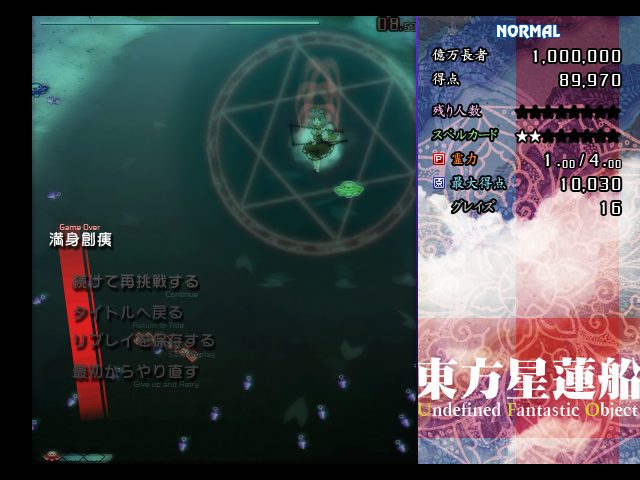 08.53
Game Over
満身創痍
続けて再挑戦する
Continue
タイトルへ戻る
Return to Title
リプレイを保存する
Save Replay
最初からやり直す
Give up and Retry
NORMAL
億万長者 1,000,000
得点 89,970
残り人数
スペルカード
P 霊力 1.00/4.00
最大得点 10,030
グレイズ 16
東方星蓮船
Undefined Fantastic Object